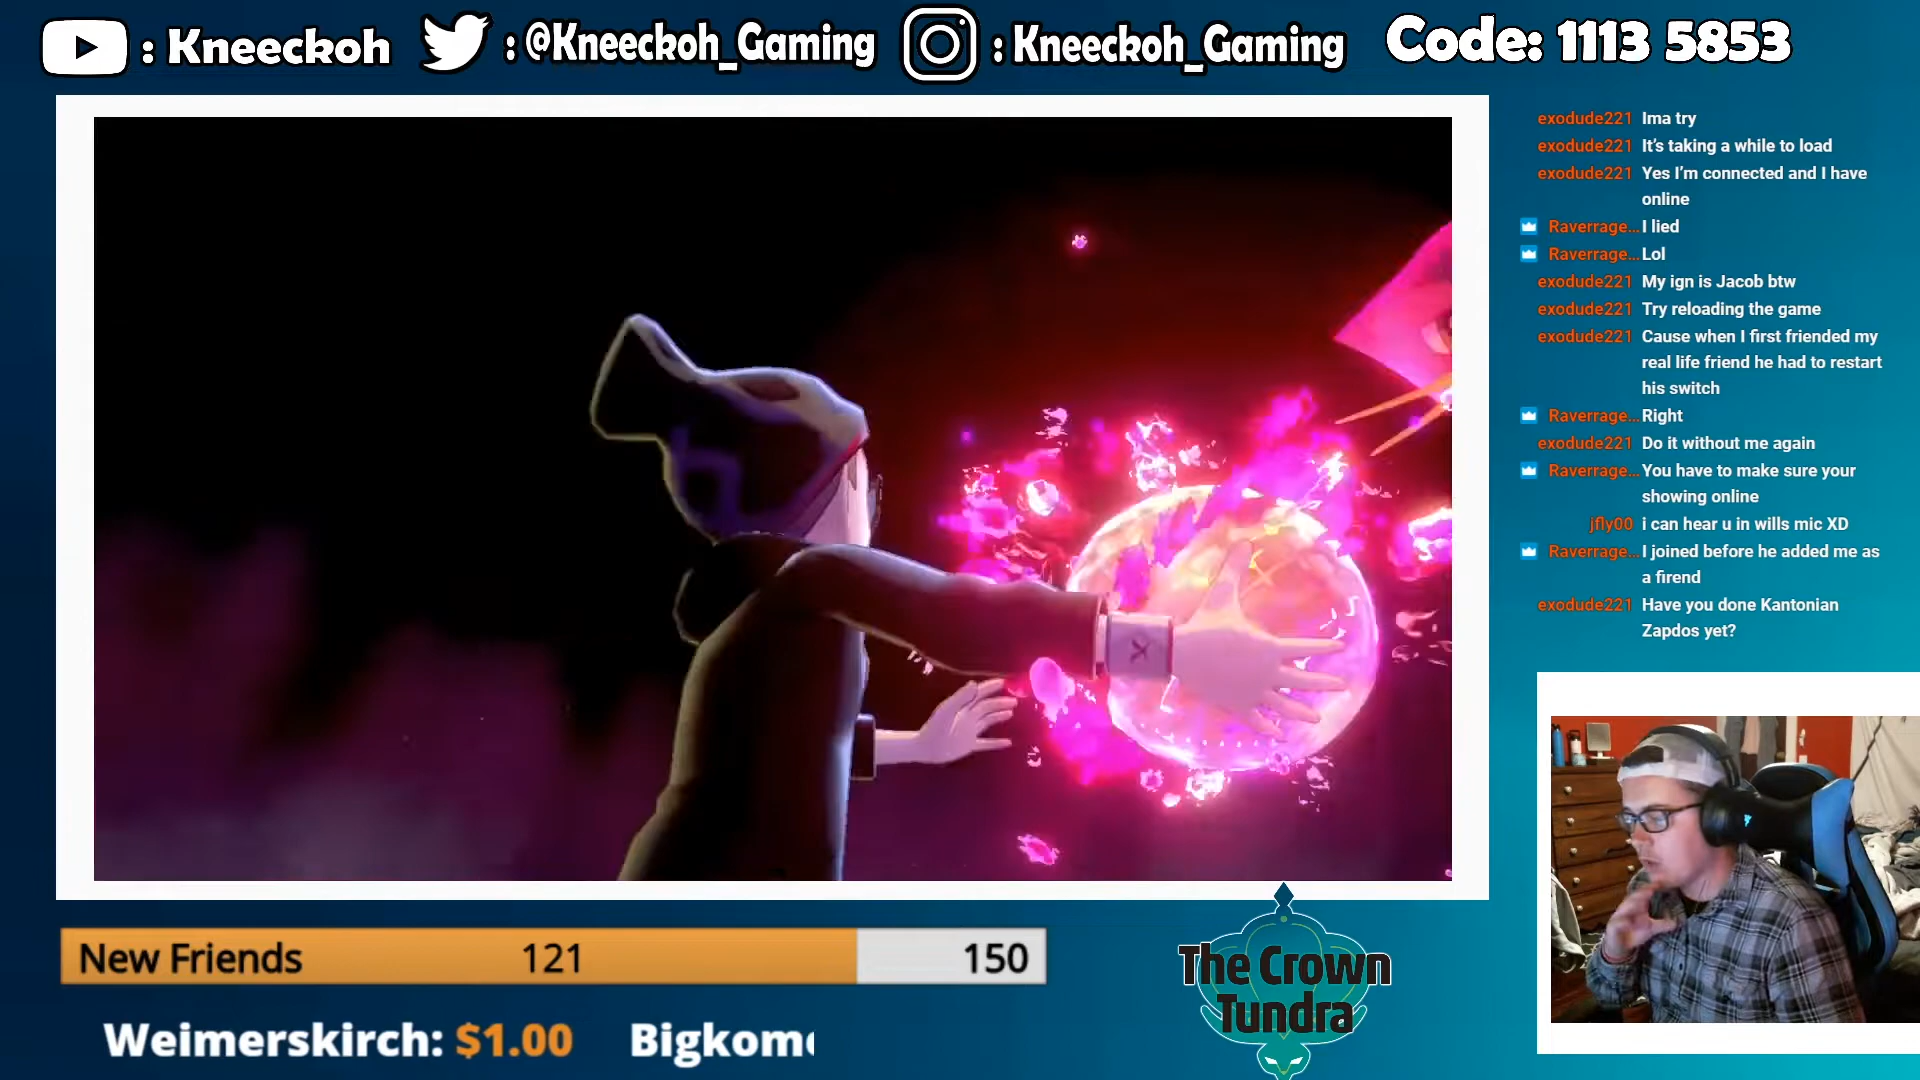 : Kneeckoh : @Kneeckoh_Gaming : Kneeckoh_Gaming Code: 1113 5853
exodude221 Ima try
exodude221 It's taking a while to load
exodude221 Yes I'm connected and I have
online
Raverrage... I lied
Raverrage... Lol
exodude221 My ign is Jacob btw
exodude221 Try reloading the game
exodude221 Cause when I first friended my
real life friend he had to restart
his switch
Raverrage... Right
exodude221 Do it without me again
Raverrage... You have to make sure your
showing online
jfly00 i can hear u in wills mic XD
Raverrage... I joined before he added me as
a firend
exodude221 Have you done Kantonian
Zapdos yet?
New Friends 121 150
The Crown
Tundra
Weimerskirch: $1.00 Bigkom